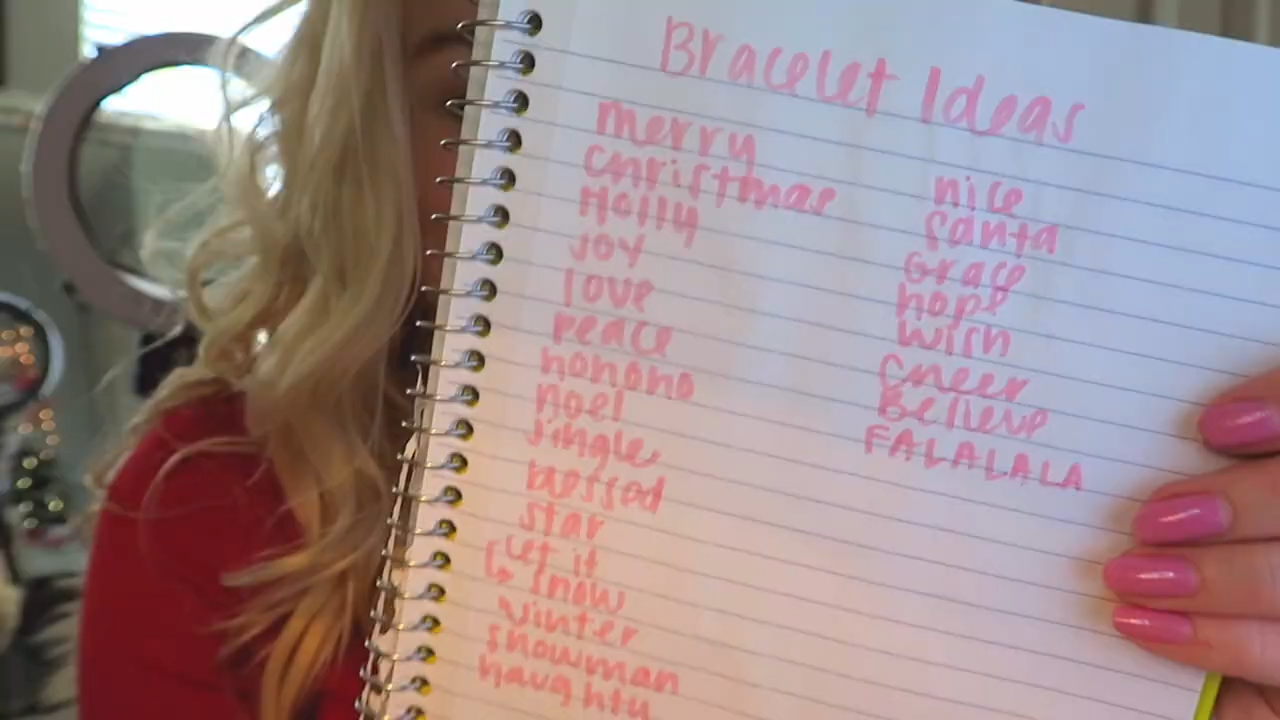 Bracelet Ideas
merry
christmas
Holly
JOY
love
peace
hohoho
noel
jingle
blessed
star
Let it
↳ snow
winter
snowman
naughty
nice
santa
Grace
hope
wish
cheer
Believe
FALALALA